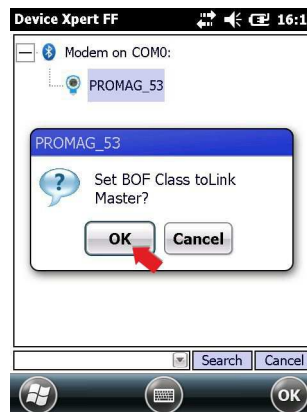 Device Xpert FF 16:1
Modem on COM0:
PROMAG_53
PROMAG_53
Set BOF Class toLink
Master?
OK Cancel
Search Cancel
OK